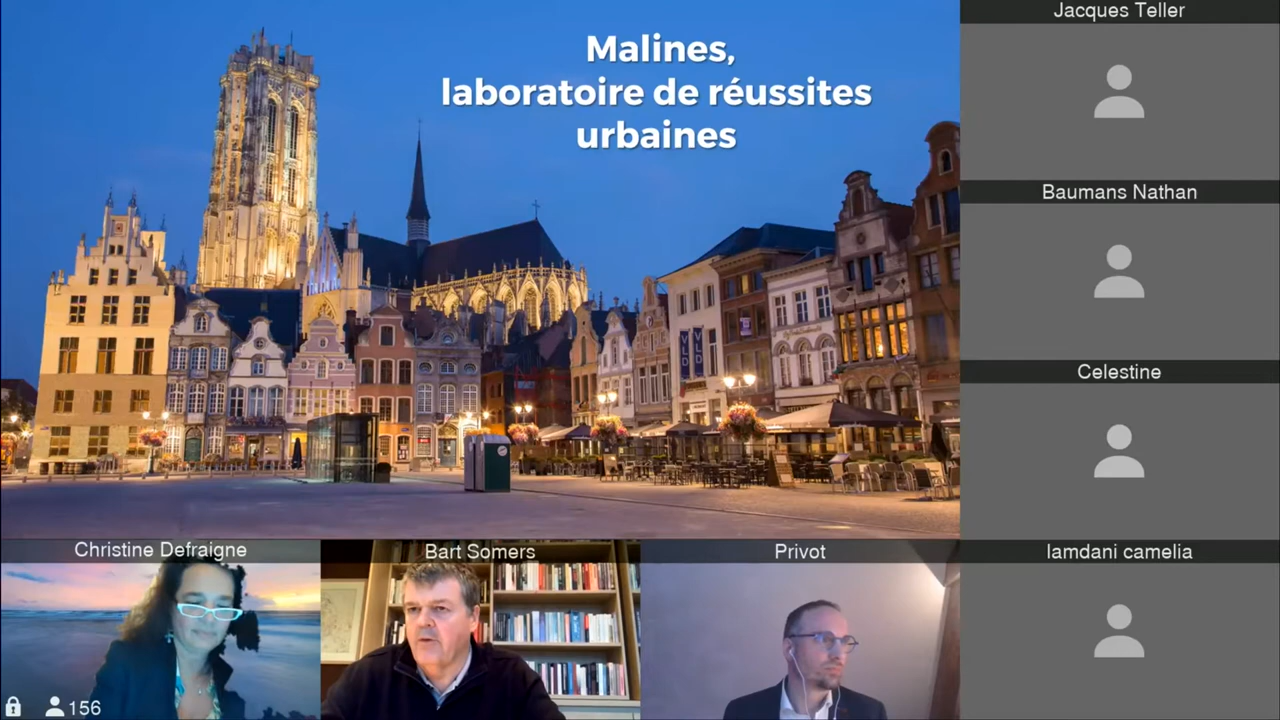 Malines,
laboratoire de réussites
urbaines
VLD
VLD
Jacques Teller
Baumans Nathan
Celestine
lamdani camelia
Christine Defraigne
Bart Somers
Privot
156